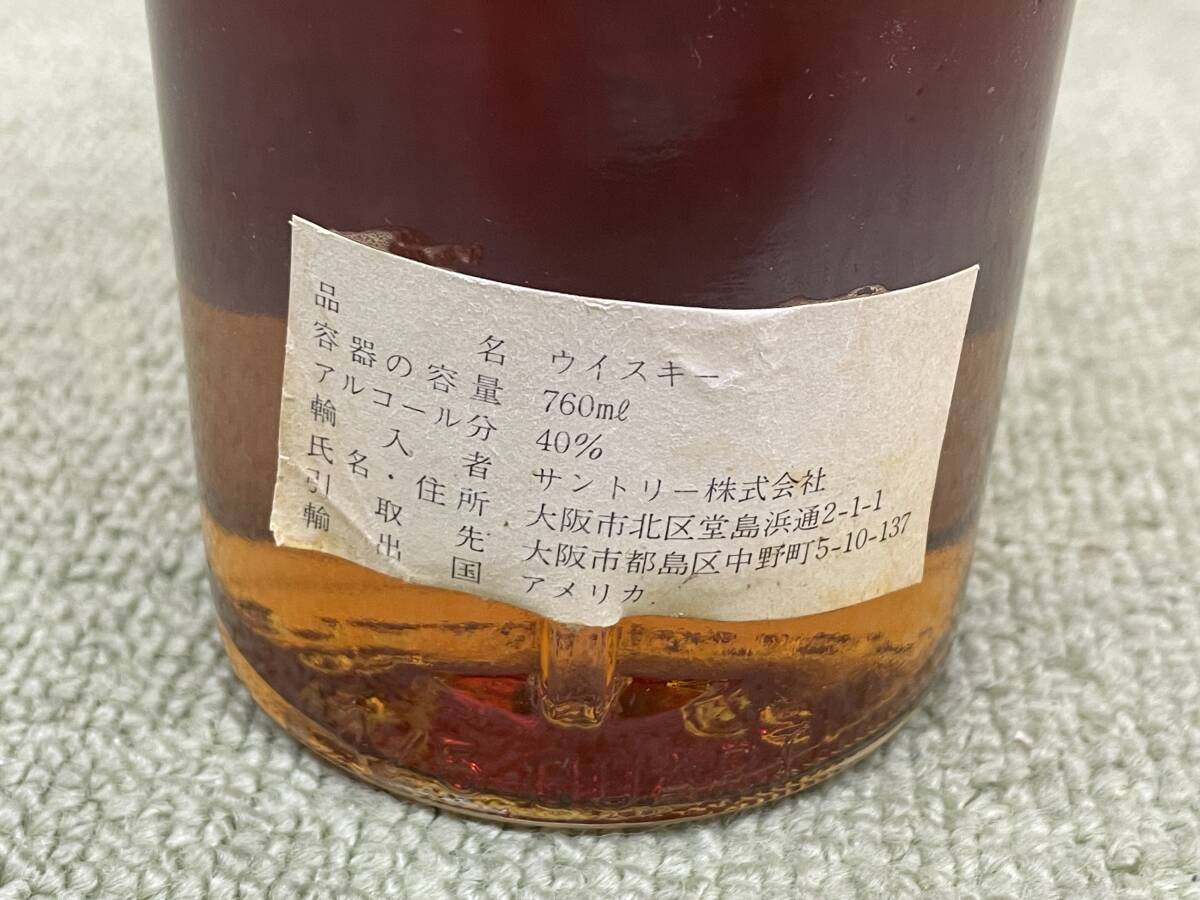 品名 ウイスキー
容器の容量 760mℓ
アルコール分 40%
輸入者 サントリー株式会社
氏名・住所 大阪市北区堂島浜通2-1-1
引取先 大阪市都島区中野町5-10-137
輸出国 アメリカ